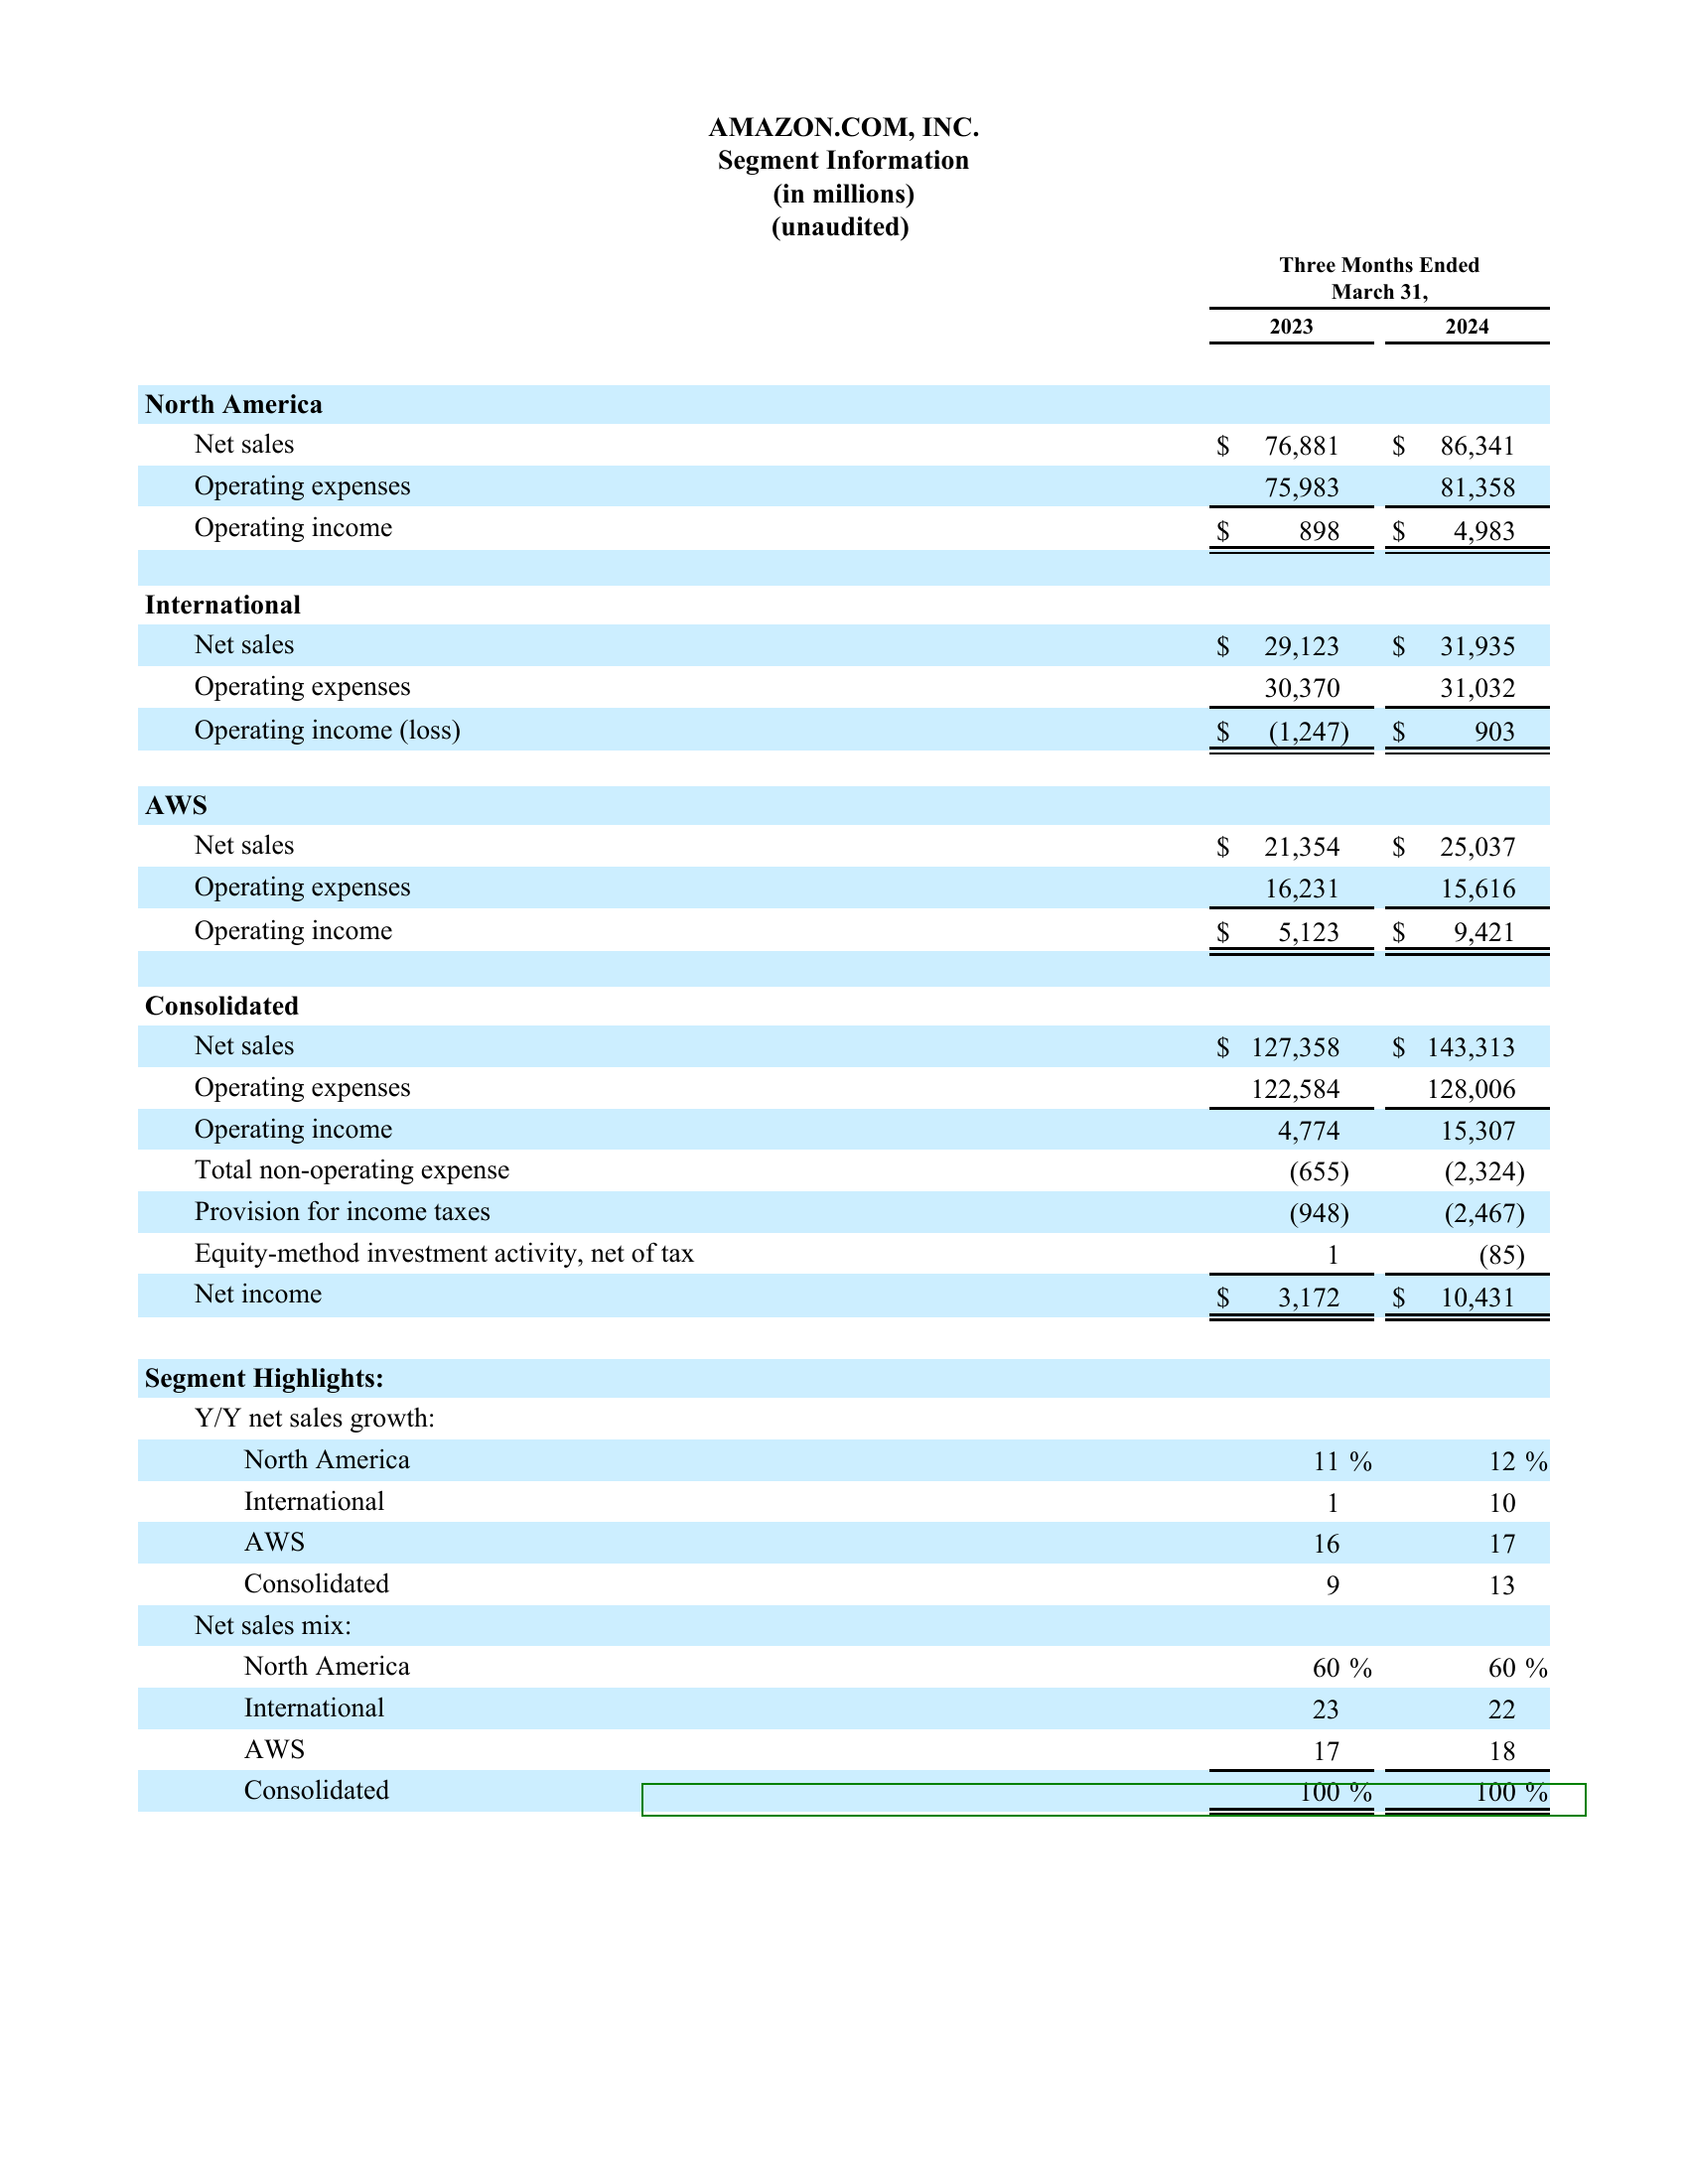 AMAZON.COM, INC.
Segment Information
(in millions)
(unaudited)
Three Months Ended
March 31,
2023 2024
North America
Net sales $ 76,881 $ 86,341
Operating expenses 75,983 81,358
Operating income $ 898 $ 4,983
International
Net sales $ 29,123 $ 31,935
Operating expenses 30,370 31,032
Operating income (loss) $ (1,247) $ 903
AWS
Net sales $ 21,354 $ 25,037
Operating expenses 16,231 15,616
Operating income $ 5,123 $ 9,421
Consolidated
Net sales $ 127,358 $ 143,313
Operating expenses 122,584 128,006
Operating income 4,774 15,307
Total non-operating expense (655) (2,324)
Provision for income taxes (948) (2,467)
Equity-method investment activity, net of tax 1 (85)
Net income $ 3,172 $ 10,431
Segment Highlights:
Y/Y net sales growth:
North America 11 % 12 %
International 1 10
AWS 16 17
Consolidated 9 13
Net sales mix:
North America 60 % 60 %
International 23 22
AWS 17 18
Consolidated 100 % 100 %